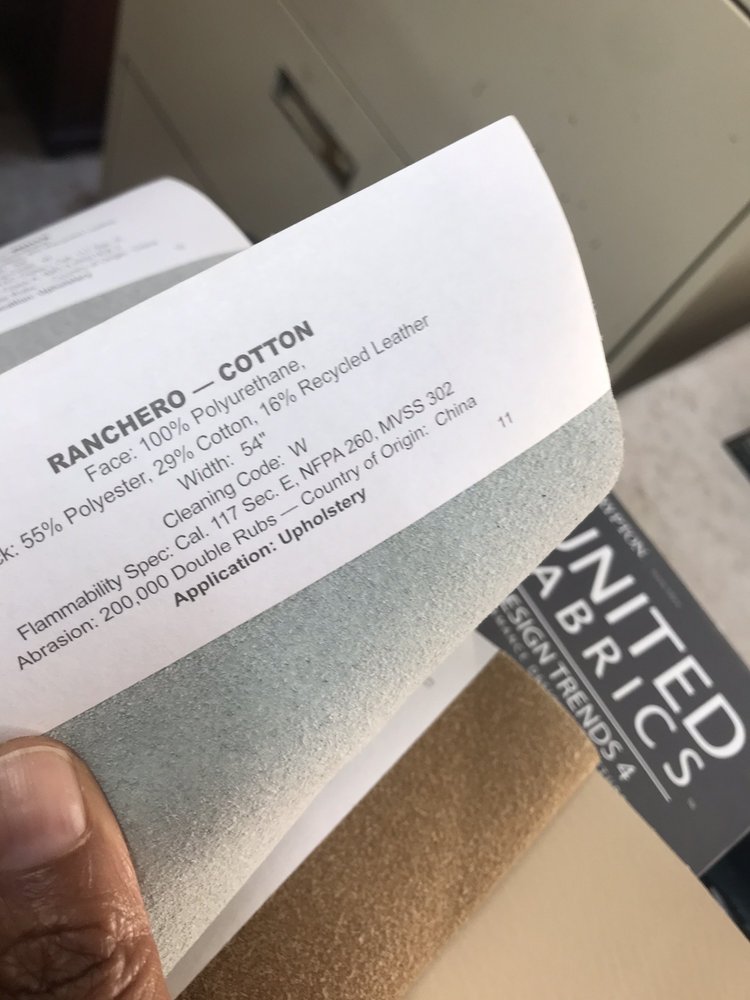 RANCHERO — COTTON
Face: 100% Polyurethane,
ck: 55% Polyester, 29% Cotton, 16% Recycled Leather
Width: 54"
Cleaning Code: W
Flammability Spec: Cal. 117 Sec. E, NFPA 260, MVSS 302
Abrasion: 200,000 Double Rubs — Country of Origin: China
Application: Upholstery
11
UNITED
ABRICS
ESIGN TRENDS 4